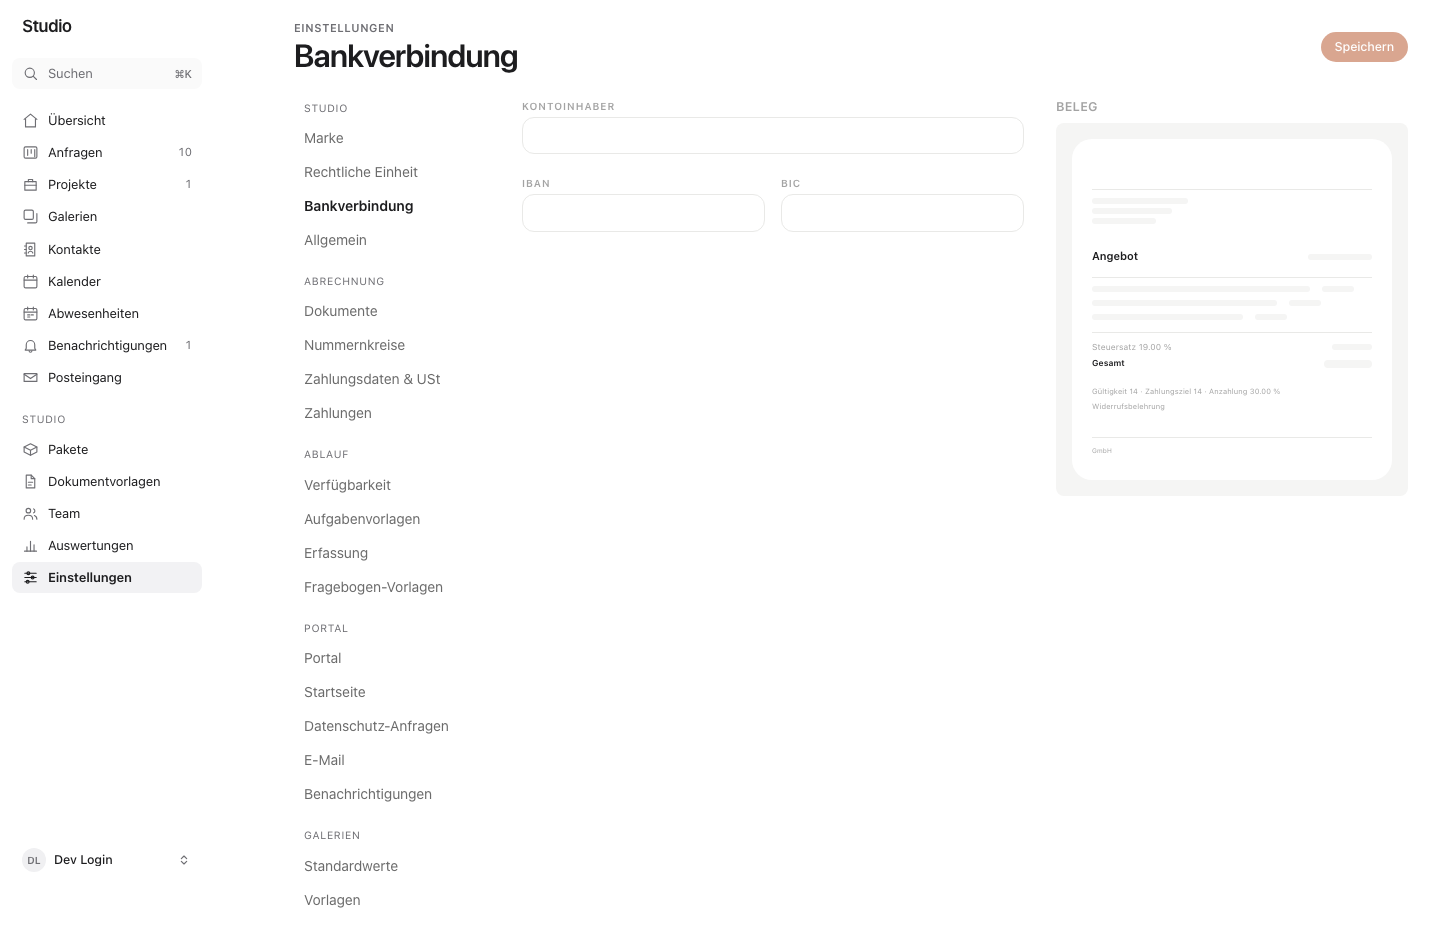 Studio
Suchen ⌘K
Übersicht
Anfragen 10
Projekte 1
Galerien
Kontakte
Kalender
Abwesenheiten
Benachrichtigungen 1
Posteingang
STUDIO
Pakete
Dokumentvorlagen
Team
Auswertungen
Einstellungen
DL Dev Login
EINSTELLUNGEN
Bankverbindung
Speichern
STUDIO
Marke
Rechtliche Einheit
Bankverbindung
Allgemein
ABRECHNUNG
Dokumente
Nummernkreise
Zahlungsdaten & USt
Zahlungen
ABLAUF
Verfügbarkeit
Aufgabenvorlagen
Erfassung
Fragebogen-Vorlagen
PORTAL
Portal
Startseite
Datenschutz-Anfragen
E-Mail
Benachrichtigungen
GALERIEN
Standardwerte
Vorlagen
KONTOINHABER
IBAN BIC
BELEG
Angebot
Steuersatz 19.00 %
Gesamt
Gültigkeit 14 · Zahlungsziel 14 · Anzahlung 30.00 %
Widerrufsbelehrung
GmbH